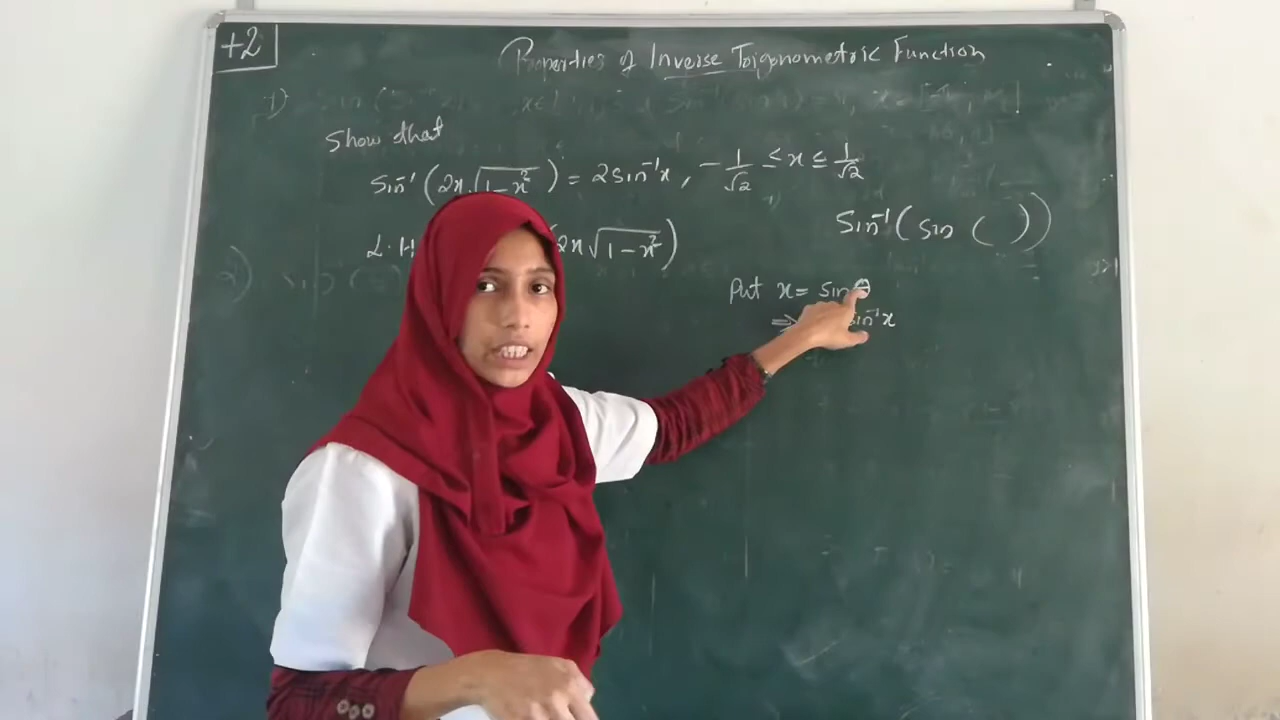 +2
Properties of Inverse Trigonometric Function
Show that
Sin⁻¹(2x√(1-x²)) = 2sin⁻¹x, -1/√2 ≤ x ≤ 1/√2
L.H (2x√(1-x²))
Sin⁻¹(sin ( ))
Put x = sinθ
⇒ sin⁻¹x